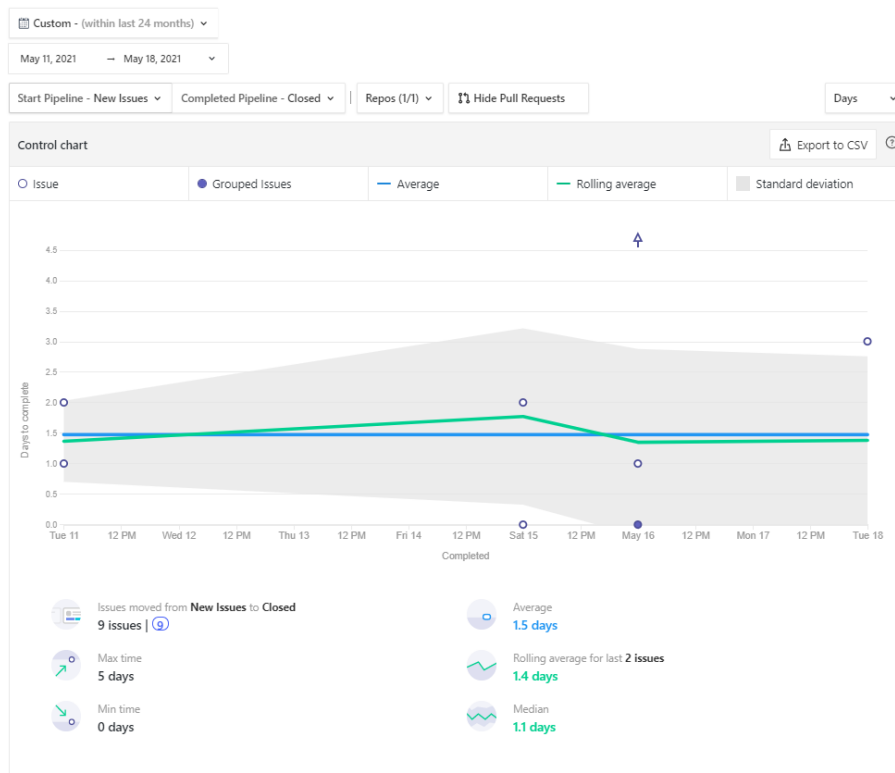 Custom - (within last 24 months)
May 11, 2021 → May 18, 2021
Start Pipeline - New Issues Completed Pipeline - Closed | Repos (1/1) Hide Pull Requests Days
Control chart Export to CSV ?
Issue Grouped Issues Average Rolling average Standard deviation
4.5
4.0
3.5
3.0
2.5
2.0
1.5
1.0
0.5
0.0
Days to complete
Tue 11 12 PM Wed 12 12 PM Thu 13 12 PM Fri 14 12 PM Sat 15 12 PM May 16 12 PM Mon 17 12 PM Tue 18
Completed
Issues moved from New Issues to Closed
9 issues | 9
Max time
5 days
Min time
0 days
Average
1.5 days
Rolling average for last 2 issues
1.4 days
Median
1.1 days